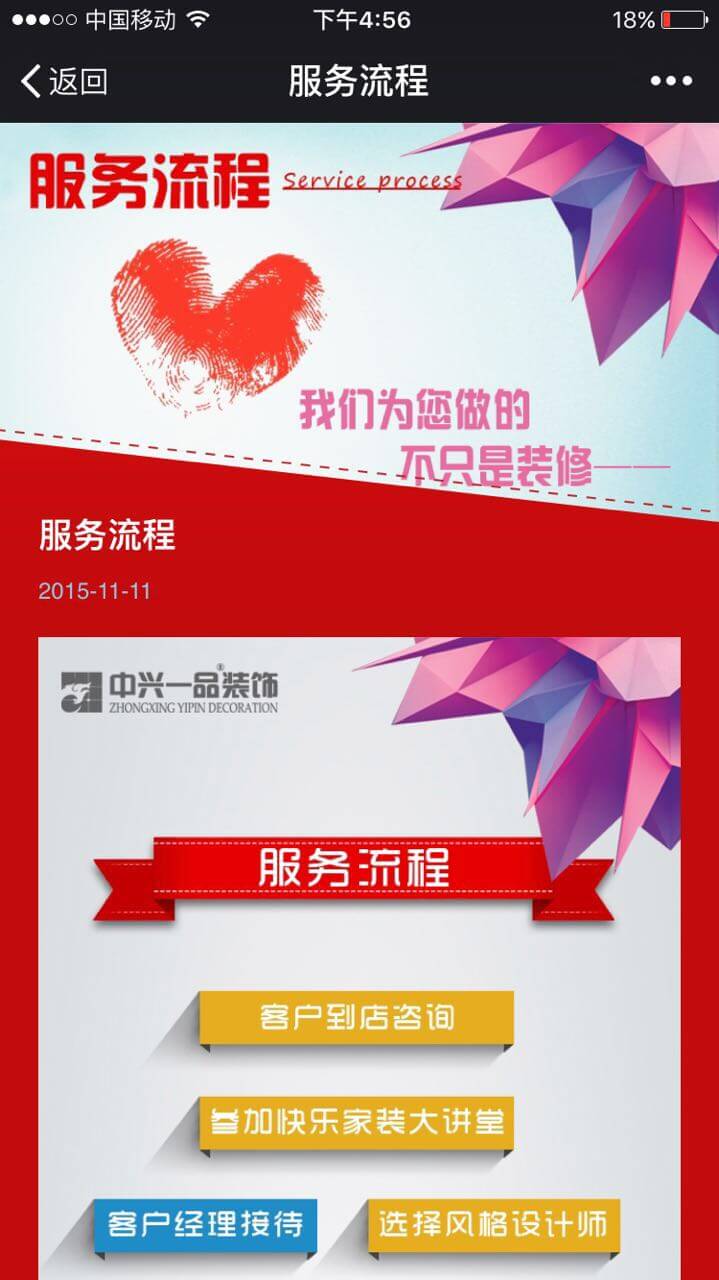 中国移动 下午4:56 18%
返回 服务流程
服务流程 Service process
我们为您做的
不只是装修——
服务流程
2015-11-11
中兴一品装饰®
ZHONGXING YIPIN DECORATION
服务流程
客户到店咨询
参加快乐家装大讲堂
客户经理接待 选择风格设计师